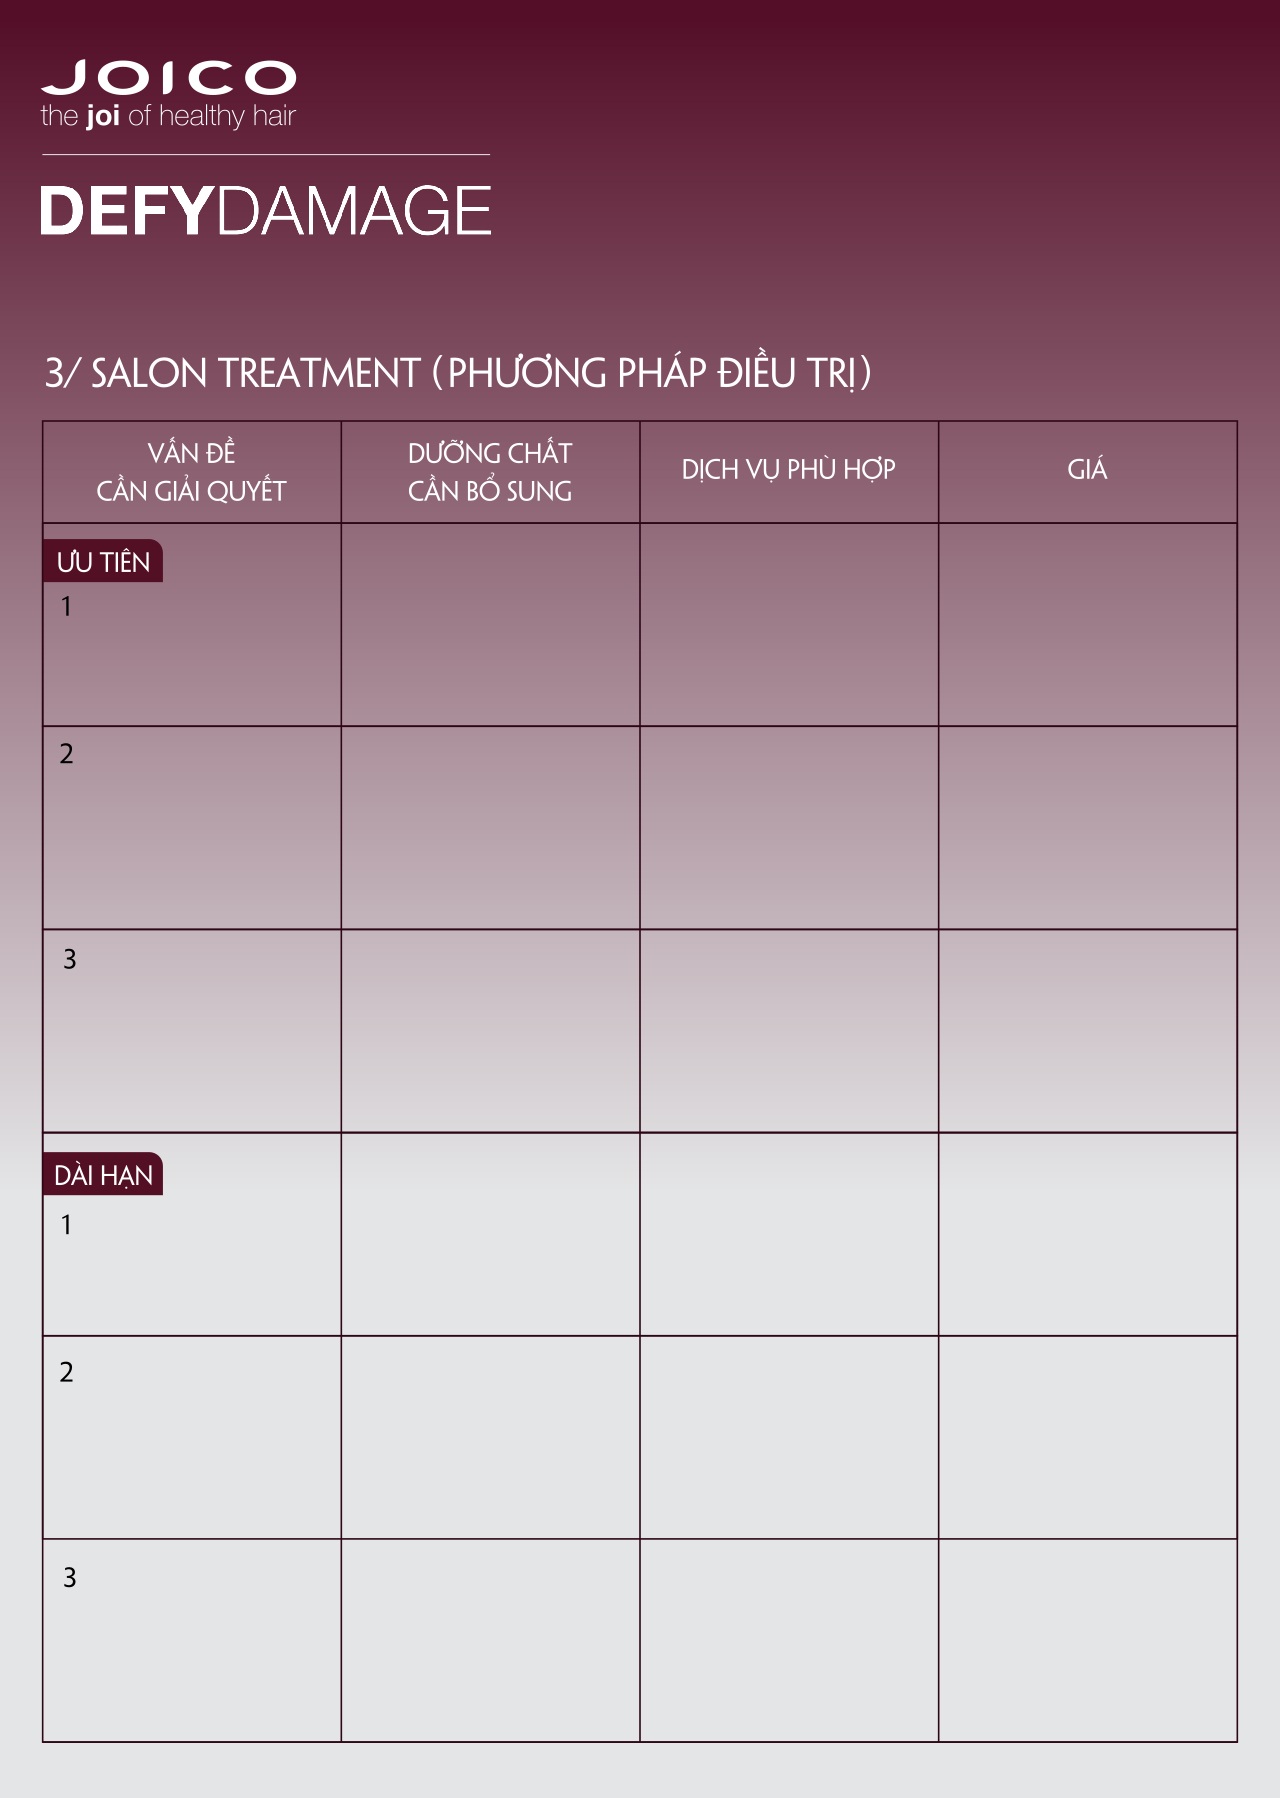 JOICO
the joi of healthy hair
DEFYDAMAGE
3/ SALON TREATMENT (PHƯƠNG PHÁP ĐIỀU TRỊ)
VẤN ĐỀ
CẦN GIẢI QUYẾT
DƯỠNG CHẤT
CẦN BỔ SUNG
DỊCH VỤ PHÙ HỢP
GIÁ
ƯU TIÊN
1
2
3
DÀI HẠN
1
2
3